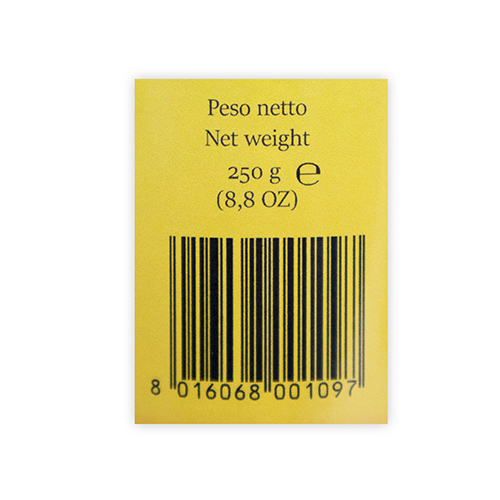 Peso netto
Net weight
250 g ℮
(8,8 OZ)
8 016068 001097